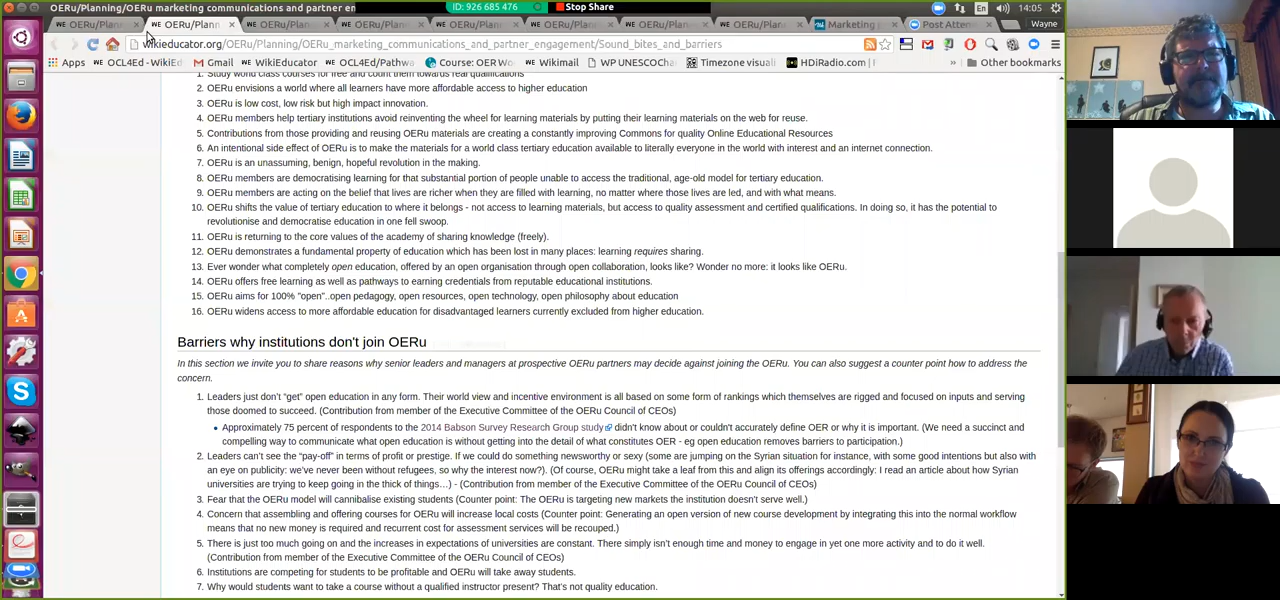 OERu/Planning/OERu marketing communications and partner en
ID: 926 685 476
Stop Share
En
14:05
OERu/Planni
OERu/Planni
OERu/Plann
OERu/Planni
OERu/Planni
OERu/Planni
OERu/Planni
OERu/Planni
Marketing
Post Atten
Wayne
wikieducator.org/OERu/Planning/OERu_marketing_communications_and_partner_engagement/Sound_bites_and_barriers
Apps
OCL4Ed - WikiEd
Gmail
WikiEducator
OCL4Ed/Pathwa
Course: OER Wo
Wikimail
WP UNESCOCha
Timezone visuali
HDiRadio.com |
»
Other bookmarks
1. Study world class courses for free and count them towards real qualifications
2. OERu envisions a world where all learners have more affordable access to higher education
3. OERu is low cost, low risk but high impact innovation.
4. OERu members help tertiary institutions avoid reinventing the wheel for learning materials by putting their learning materials on the web for reuse.
5. Contributions from those providing and reusing OERu materials are creating a constantly improving Commons for quality Online Educational Resources
6. An intentional side effect of OERu is to make the materials for a world class tertiary education available to literally everyone in the world with interest and an internet connection.
7. OERu is an unassuming, benign, hopeful revolution in the making.
8. OERu members are democratising learning for that substantial portion of people unable to access the traditional, age-old model for tertiary education.
9. OERu members are acting on the belief that lives are richer when they are filled with learning, no matter where those lives are led, and with what means.
10. OERu shifts the value of tertiary education to where it belongs - not access to learning materials, but access to quality assessment and certified qualifications. In doing so, it has the potential to
revolutionise and democratise education in one fell swoop.
11. OERu is returning to the core values of the academy of sharing knowledge (freely).
12. OERu demonstrates a fundamental property of education which has been lost in many places: learning requires sharing.
13. Ever wonder what completely open education, offered by an open organisation through open collaboration, looks like? Wonder no more: it looks like OERu.
14. OERu offers free learning as well as pathways to earning credentials from reputable educational institutions.
15. OERu aims for 100% "open"..open pedagogy, open resources, open technology, open philosophy about education
16. OERu widens access to more affordable education for disadvantaged learners currently excluded from higher education.
Barriers why institutions don't join OERu
In this section we invite you to share reasons why senior leaders and managers at prospective OERu partners may decide against joining the OERu. You can also suggest a counter point how to address the
concern.
1. Leaders just don't "get" open education in any form. Their world view and incentive environment is all based on some form of rankings which themselves are rigged and focused on inputs and serving
those doomed to succeed. (Contribution from member of the Executive Committee of the OERu Council of CEOs)
Approximately 75 percent of respondents to the 2014 Babson Survey Research Group study didn't know about or couldn't accurately define OER or why it is important. (We need a succinct and
compelling way to communicate what open education is without getting into the detail of what constitutes OER - eg open education removes barriers to participation.)
2. Leaders can't see the "pay-off" in terms of profit or prestige. If we could do something newsworthy or sexy (some are jumping on the Syrian situation for instance, with some good intentions but also with
an eye on publicity: we've never been without refugees, so why the interest now?). (Of course, OERu might take a leaf from this and align its offerings accordingly: I read an article about how Syrian
universities are trying to keep going in the thick of things…) - (Contribution from member of the Executive Committee of the OERu Council of CEOs)
3. Fear that the OERu model will cannibalise existing students (Counter point: The OERu is targeting new markets the institution doesn't serve well.)
4. Concern that assembling and offering courses for OERu will increase local costs (Counter point: Generating an open version of new course development by integrating this into the normal workflow
means that no new money is required and recurrent cost for assessment services will be recouped.)
5. There is just too much going on and the increases in expectations of universities are constant. There simply isn't enough time and money to engage in yet one more activity and to do it well.
(Contribution from member of the Executive Committee of the OERu Council of CEOs)
6. Institutions are competing for students to be profitable and OERu will take away students.
7. Why would students want to take a course without a qualified instructor present? That's not quality education.